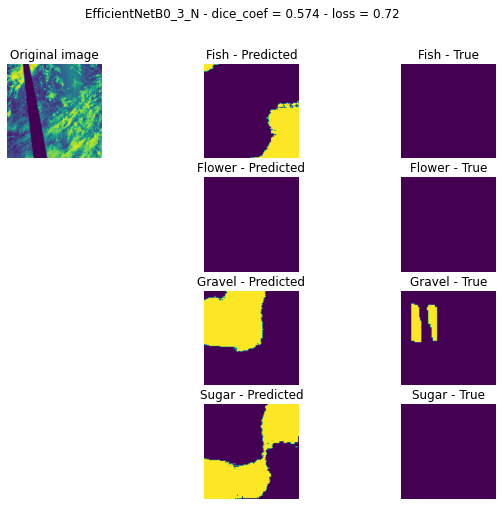 EfficientNetB0_3_N - dice_coef = 0.574 - loss = 0.72
Original image
Fish - Predicted
Fish - True
Flower - Predicted
Flower - True
Gravel - Predicted
Gravel - True
Sugar - Predicted
Sugar - True